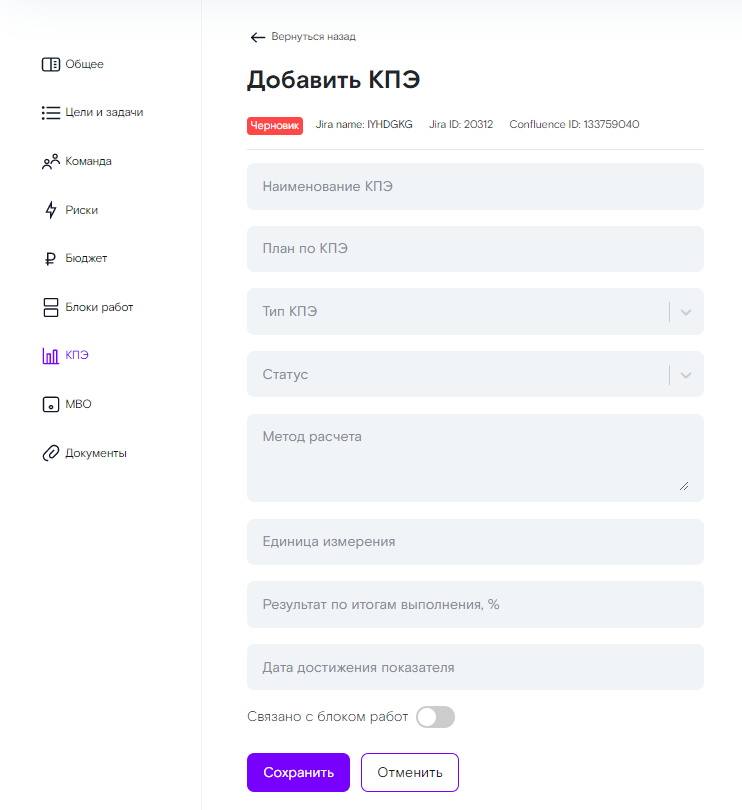 Вернуться назад
Общее
Цели и задачи
Команда
Риски
Бюджет
Блоки работ
КПЭ
МВО
Документы
Добавить КПЭ
Черновик Jira name: IYHDGKG Jira ID: 20312 Confluence ID: 133759040
Наименование КПЭ
План по КПЭ
Тип КПЭ
Статус
Метод расчета
Единица измерения
Результат по итогам выполнения, %
Дата достижения показателя
Связано с блоком работ
Сохранить Отменить